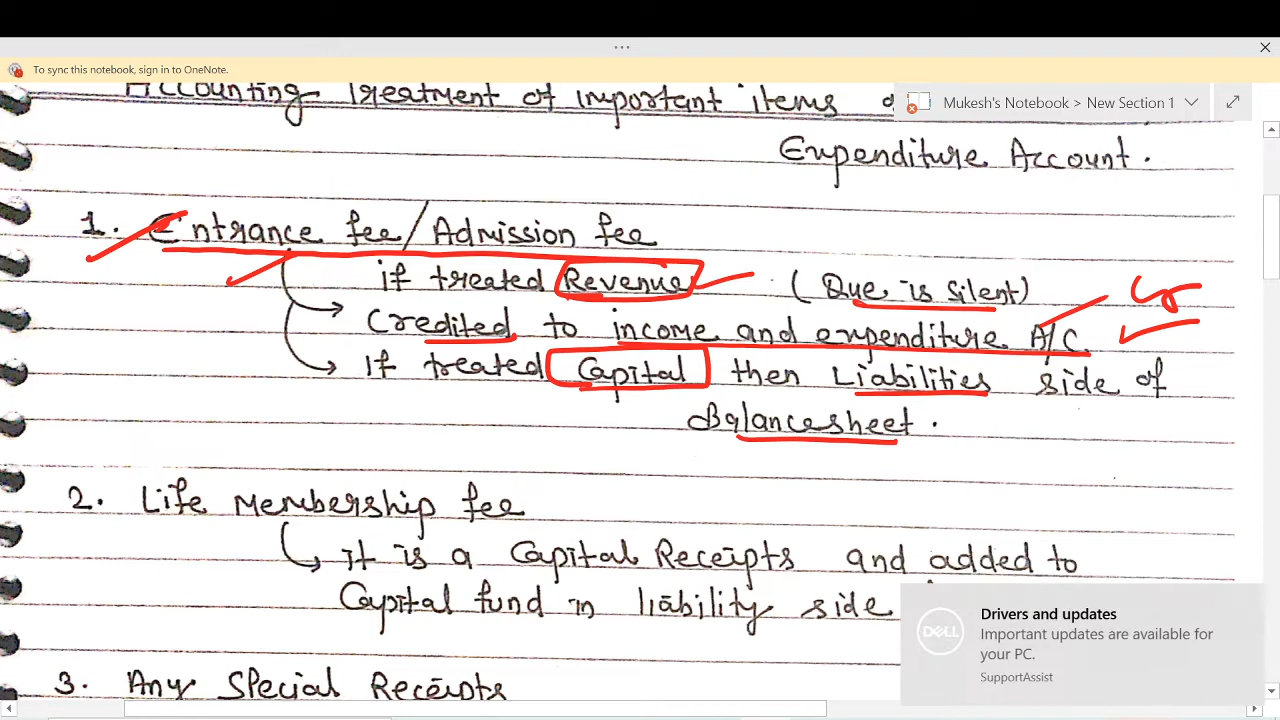 To sync this notebook, sign in to OneNote.
Mukesh's Notebook > New Section 1
Accounting Treatment of important items
Expenditure Account.
1. Entrance fee/Admission fee
if treated Revenue (Que is silent)
Credited to income and expenditure A/C.
If treated Capital then Liabilities side of
Balancesheet.
2. Life Membership fee
it is a Capital Receipts and added to
Capital fund in liability side
3. Any Special Receipts
DELL
Drivers and updates
Important updates are available for
your PC.
SupportAssist